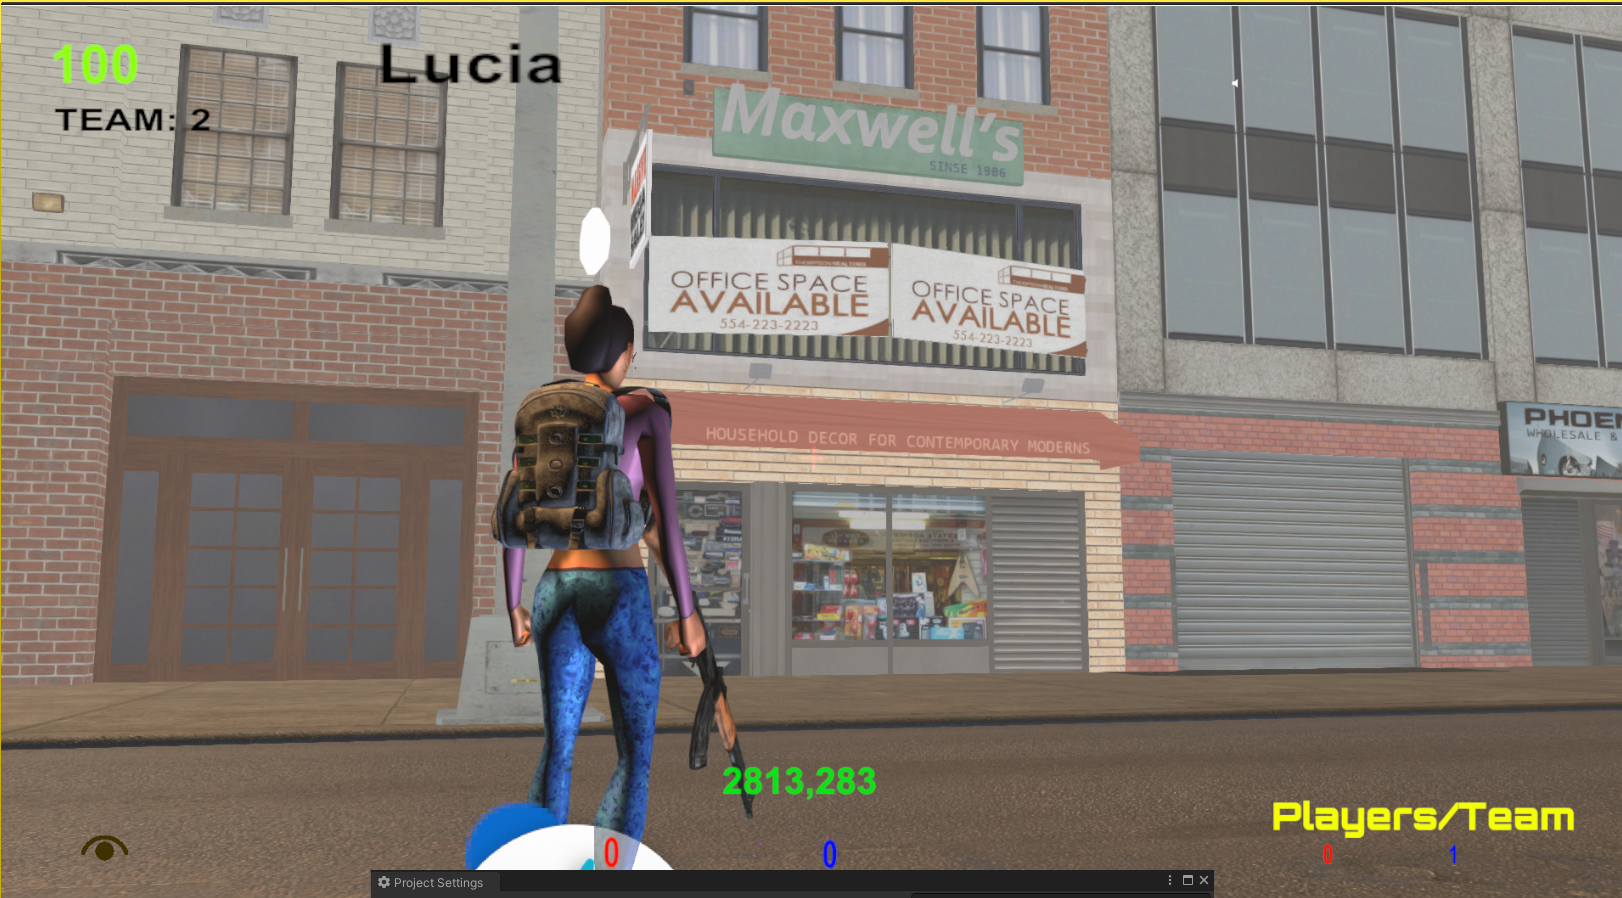 100
Lucia
TEAM: 2
Maxwell's
SINSE 1986
OFFICE SPACE
AVAILABLE
554-223-2223
OFFICE SPACE
AVAILABLE
554-223-2223
HOUSEHOLD DECOR FOR CONTEMPORARY MODERNS
PHOEN
WHOLESALE &
2813,283
Players/Team
0
0
0
1
Project Settings